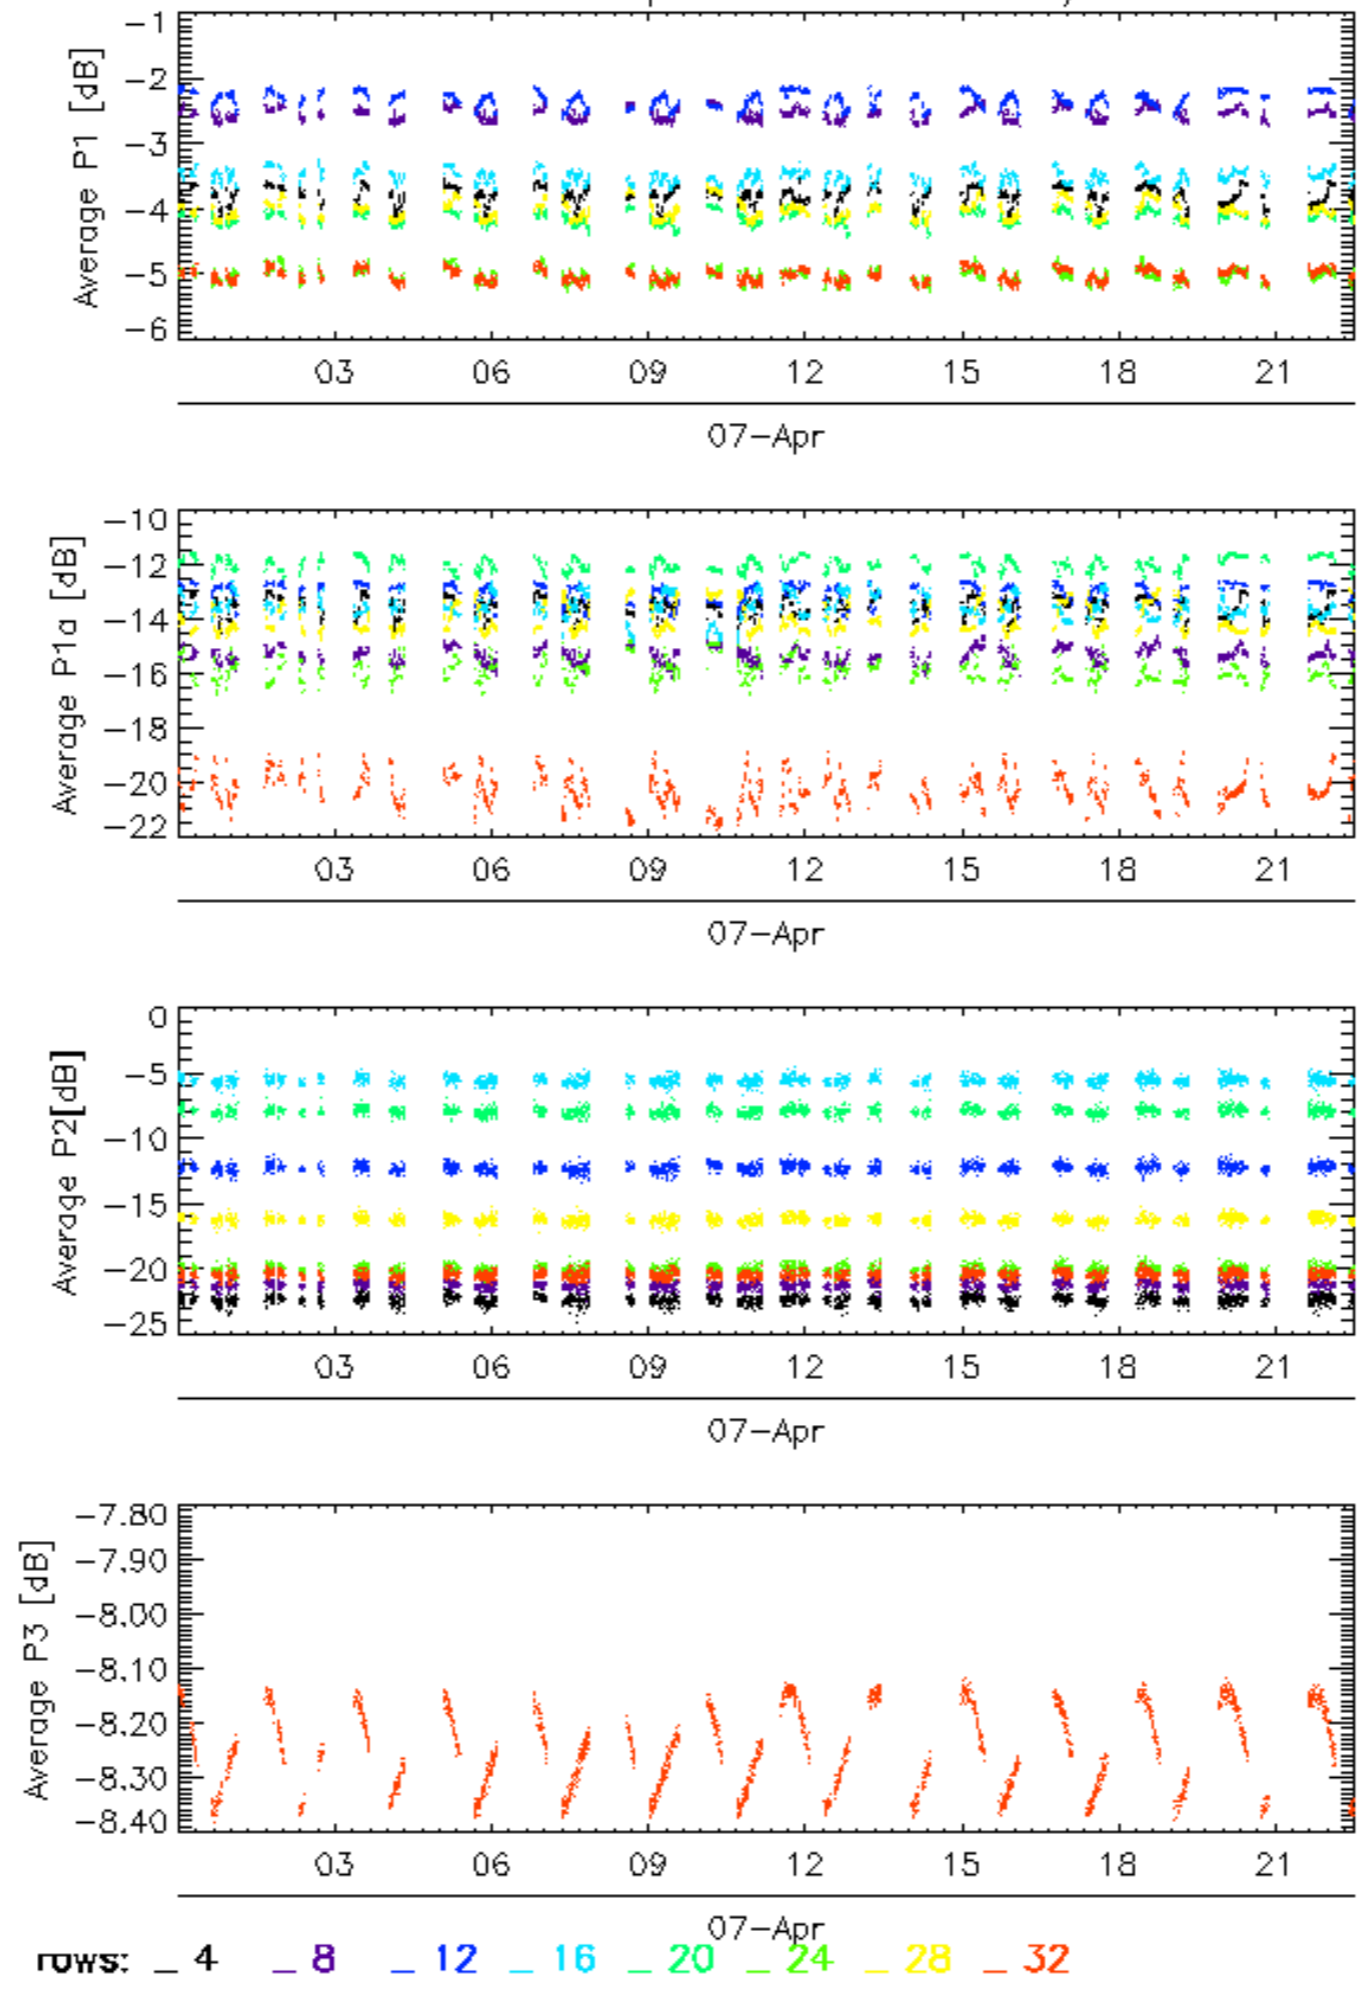 -1
-2
-3
-4
-5
-6
Average P1 [dB]
03 06 09 12 15 18 21
07-Apr
-10
-12
-14
-16
-18
-20
-22
Average P1a [dB]
03 06 09 12 15 18 21
07-Apr
0
-5
-10
-15
-20
-25
Average P2[dB]
03 06 09 12 15 18 21
07-Apr
-7.80
-7.90
-8.00
-8.10
-8.20
-8.30
-8.40
Average P3 [dB]
03 06 09 12 15 18 21
07-Apr
rows: _ 4 _ 8 _ 12 _ 16 _ 20 _ 24 _ 28 _ 32